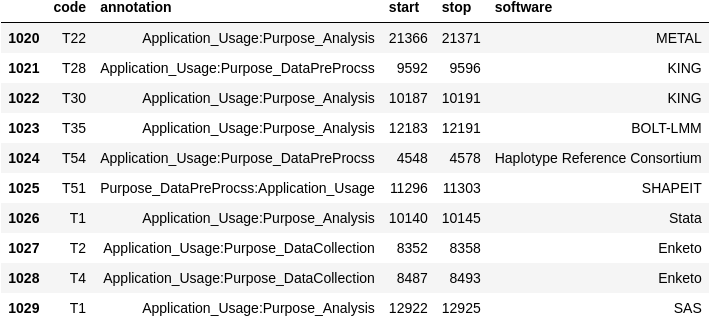 code annotation start stop software
1020 T22 Application_Usage:Purpose_Analysis 21366 21371 METAL
1021 T28 Application_Usage:Purpose_DataPreProcss 9592 9596 KING
1022 T30 Application_Usage:Purpose_Analysis 10187 10191 KING
1023 T35 Application_Usage:Purpose_Analysis 12183 12191 BOLT-LMM
1024 T54 Application_Usage:Purpose_DataPreProcss 4548 4578 Haplotype Reference Consortium
1025 T51 Purpose_DataPreProcss:Application_Usage 11296 11303 SHAPEIT
1026 T1 Application_Usage:Purpose_Analysis 10140 10145 Stata
1027 T2 Application_Usage:Purpose_DataCollection 8352 8358 Enketo
1028 T4 Application_Usage:Purpose_DataCollection 8487 8493 Enketo
1029 T1 Application_Usage:Purpose_Analysis 12922 12925 SAS